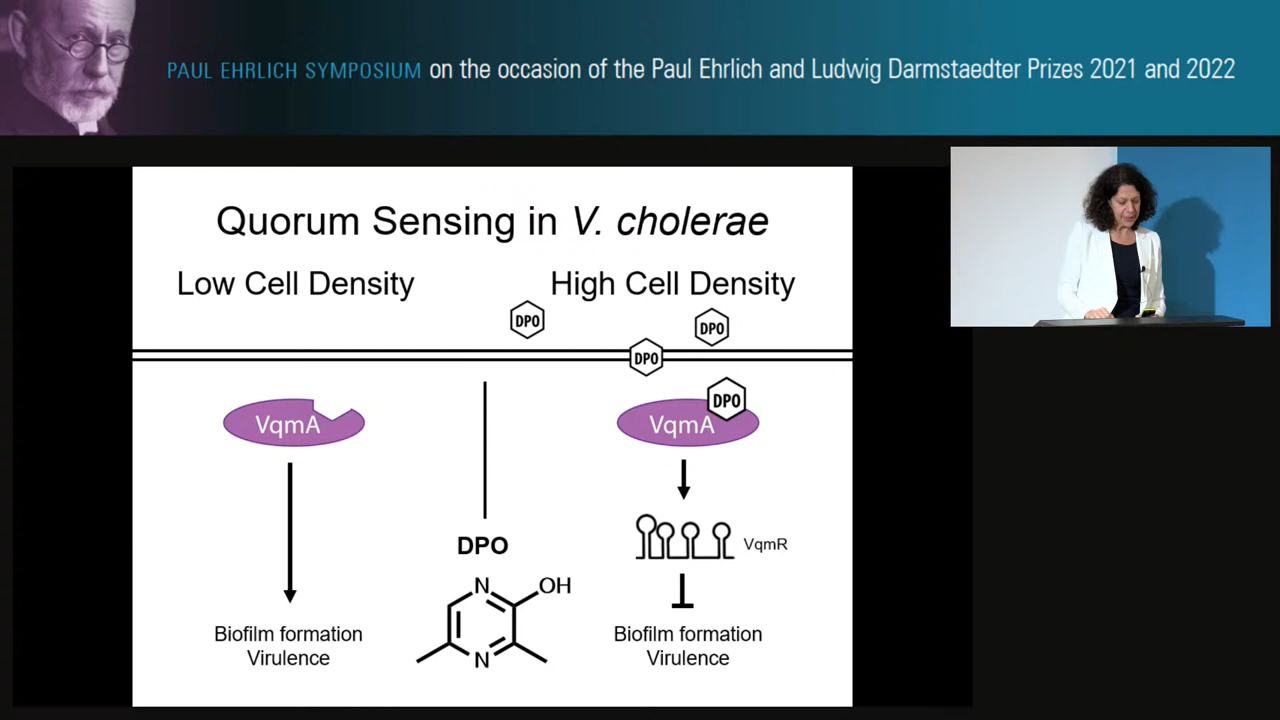 PAUL EHRLICH SYMPOSIUM on the occasion of the Paul Ehrlich and Ludwig Darmstaedter Prizes 2021 and 2022
Quorum Sensing in V. cholerae
Low Cell Density
High Cell Density
DPO
DPO
DPO
DPO
VqmA
VqmA
VqmR
DPO
N
OH
N
Biofilm formation
Virulence
Biofilm formation
Virulence